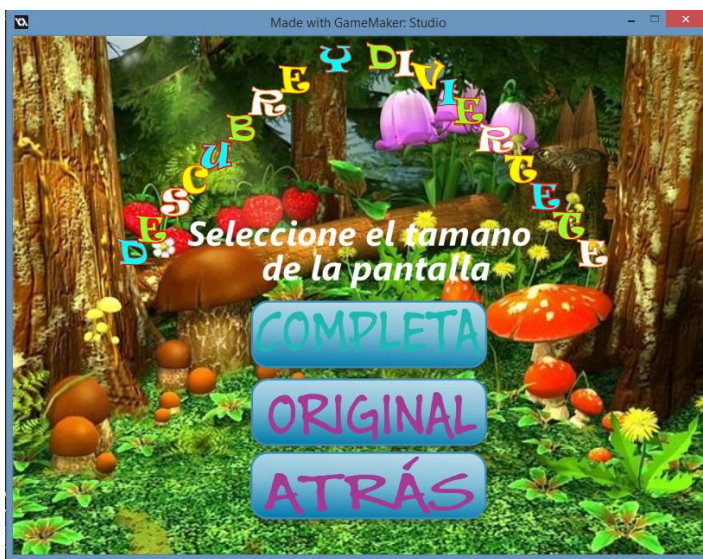 Made with GameMaker: Studio
DESCUBRE Y DIVIERTETE
Seleccione el tamano
de la pantalla
COMPLETA
ORIGINAL
ATRÁS